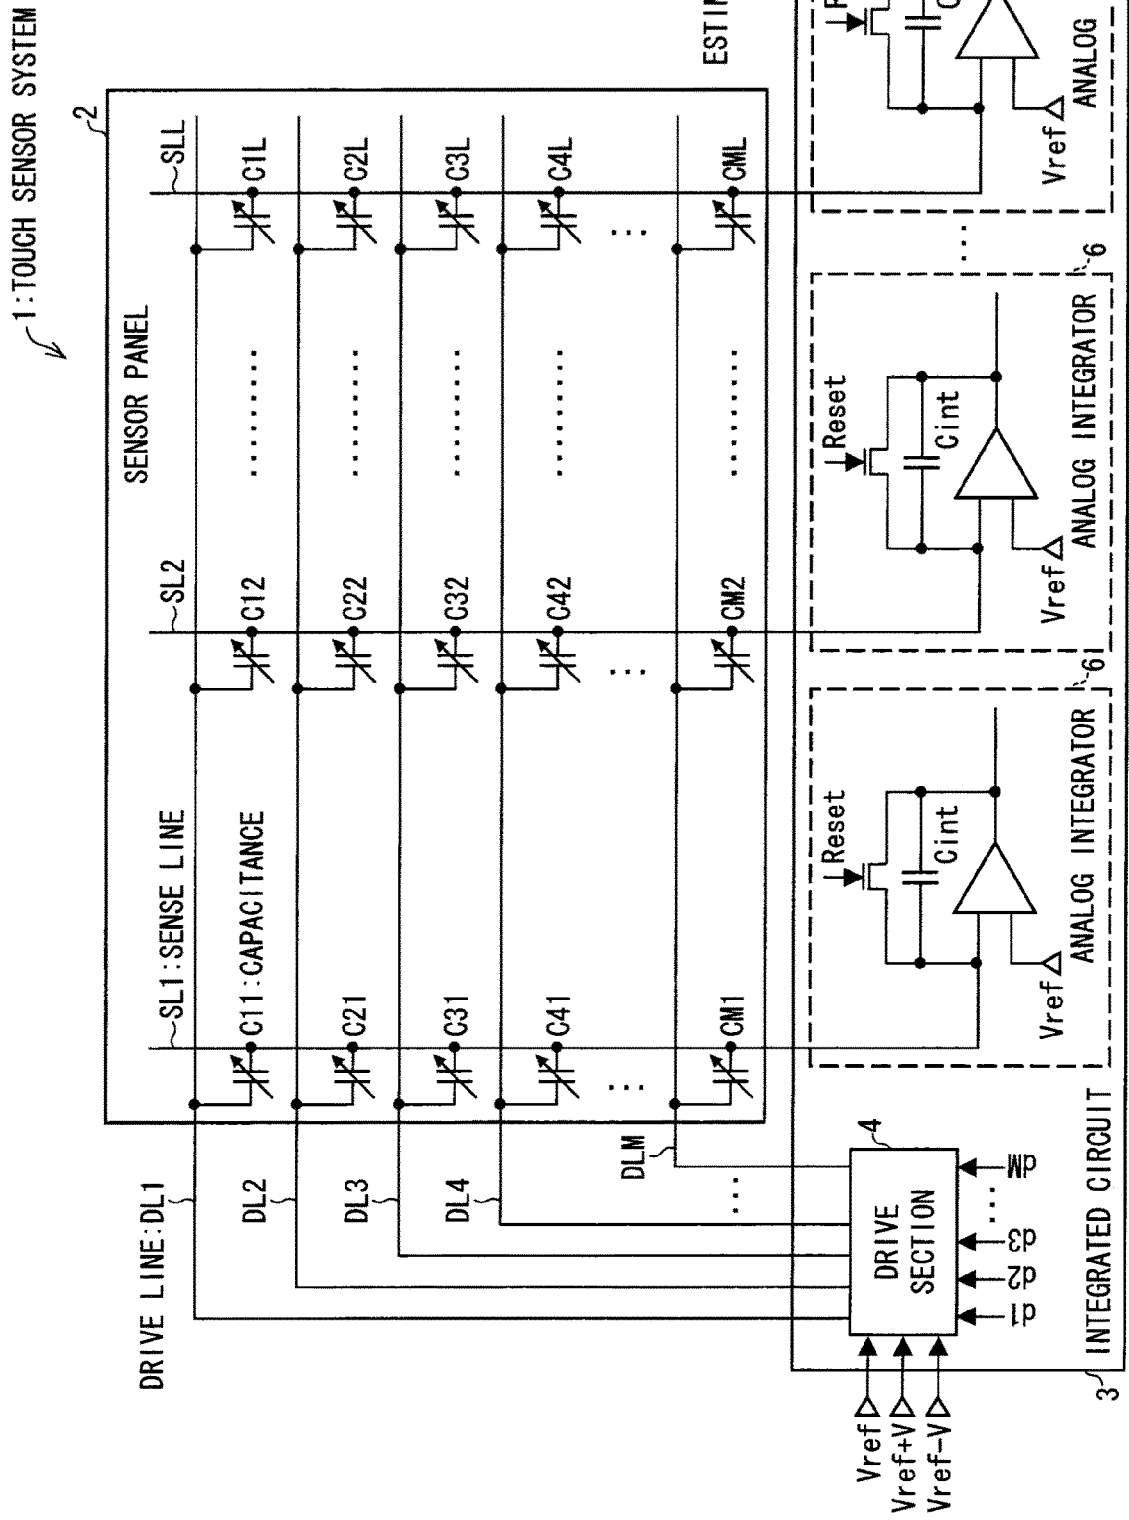 1:TOUCH SENSOR SYSTEM
2
SENSOR PANEL
SL1:SENSE LINE
SL2
SLL
DRIVE LINE:DL1
C11:CAPACITANCE
C12
C1L
DL2
C21
C22
C2L
DL3
C31
C32
C3L
DL4
C41
C42
C4L
...
...
...
DLM
CM1
CM2
CML
...
ESTIM
Vref
Vref+V
Vref-V
4
DRIVE
SECTION
d1
d2
d3
...
dM
INTEGRATED CIRCUIT
3
Reset
Cint
Vref
ANALOG INTEGRATOR
6
Reset
Cint
Vref
ANALOG INTEGRATOR
6
...
Vref
ANALOG